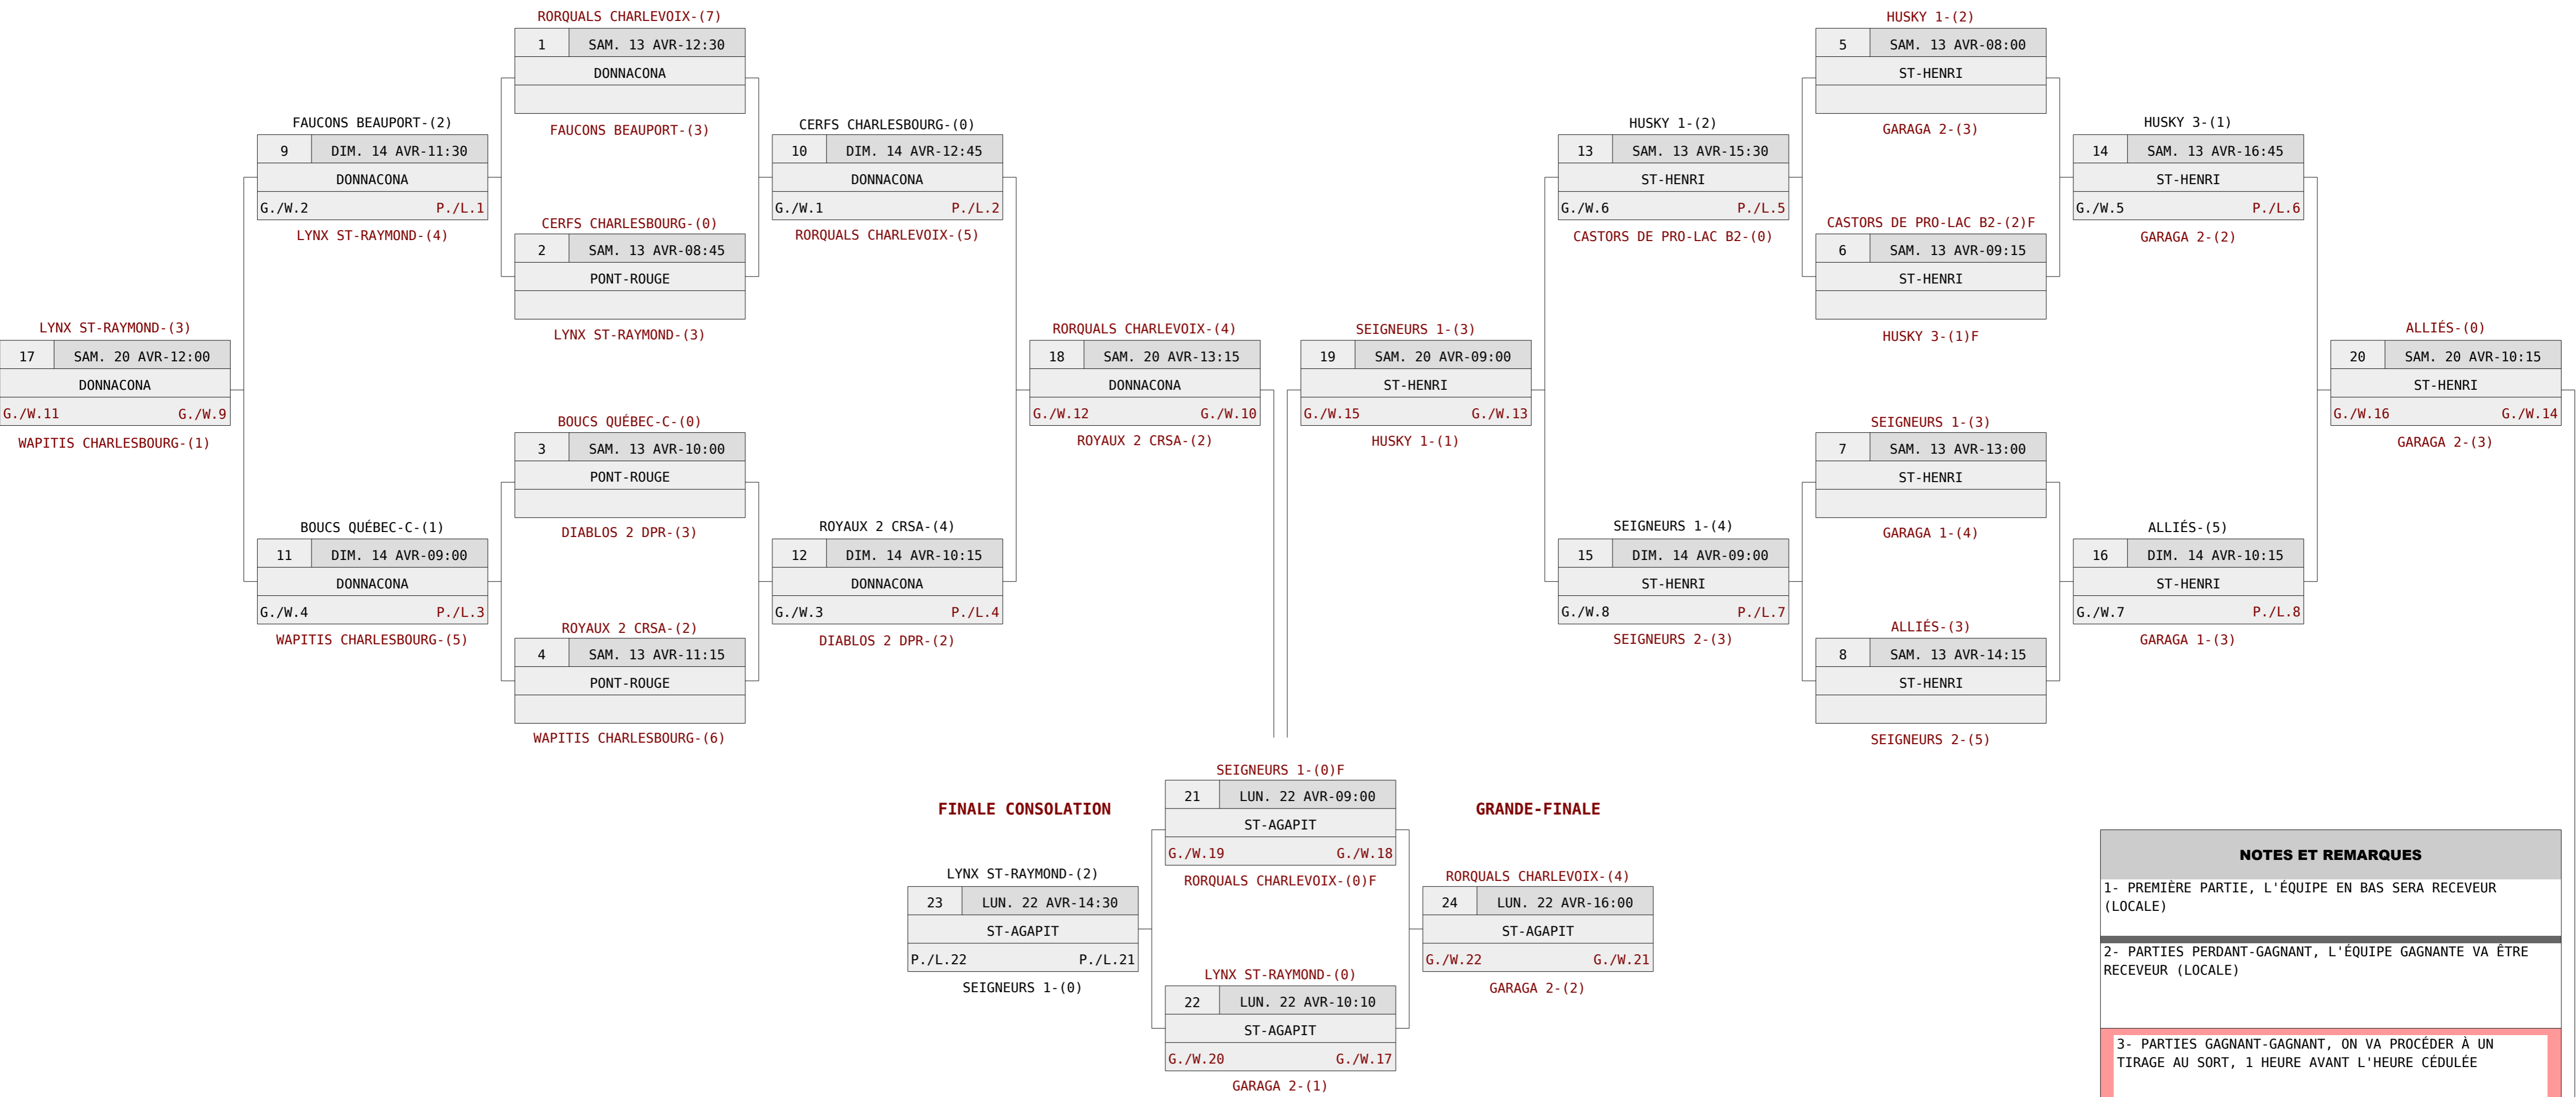 RORQUALS CHARLEVOIX-(7)
1 SAM. 13 AVR-12:30
DONNACONA
FAUCONS BEAUPORT-(3)
FAUCONS BEAUPORT-(2)
9 DIM. 14 AVR-11:30
DONNACONA
G./W.2 P./L.1
LYNX ST-RAYMOND-(4)
CERFS CHARLESBOURG-(0)
10 DIM. 14 AVR-12:45
DONNACONA
G./W.1 P./L.2
RORQUALS CHARLEVOIX-(5)
CERFS CHARLESBOURG-(0)
2 SAM. 13 AVR-08:45
PONT-ROUGE
LYNX ST-RAYMOND-(3)
LYNX ST-RAYMOND-(3)
17 SAM. 20 AVR-12:00
DONNACONA
G./W.11 G./W.9
WAPITIS CHARLESBOURG-(1)
RORQUALS CHARLEVOIX-(4)
18 SAM. 20 AVR-13:15
DONNACONA
G./W.12 G./W.10
ROYAUX 2 CRSA-(2)
BOUCS QUÉBEC-C-(0)
3 SAM. 13 AVR-10:00
PONT-ROUGE
DIABLOS 2 DPR-(3)
BOUCS QUÉBEC-C-(1)
11 DIM. 14 AVR-09:00
DONNACONA
G./W.4 P./L.3
WAPITIS CHARLESBOURG-(5)
ROYAUX 2 CRSA-(4)
12 DIM. 14 AVR-10:15
DONNACONA
G./W.3 P./L.4
DIABLOS 2 DPR-(2)
ROYAUX 2 CRSA-(2)
4 SAM. 13 AVR-11:15
PONT-ROUGE
WAPITIS CHARLESBOURG-(6)
HUSKY 1-(2)
5 SAM. 13 AVR-08:00
ST-HENRI
GARAGA 2-(3)
HUSKY 1-(2)
13 SAM. 13 AVR-15:30
ST-HENRI
G./W.6 P./L.5
CASTORS DE PRO-LAC B2-(0)
HUSKY 3-(1)
14 SAM. 13 AVR-16:45
ST-HENRI
G./W.5 P./L.6
GARAGA 2-(2)
CASTORS DE PRO-LAC B2-(2)F
6 SAM. 13 AVR-09:15
ST-HENRI
HUSKY 3-(1)F
SEIGNEURS 1-(3)
19 SAM. 20 AVR-09:00
ST-HENRI
G./W.15 G./W.13
HUSKY 1-(1)
ALLIÉS-(0)
20 SAM. 20 AVR-10:15
ST-HENRI
G./W.16 G./W.14
GARAGA 2-(3)
SEIGNEURS 1-(3)
7 SAM. 13 AVR-13:00
ST-HENRI
GARAGA 1-(4)
SEIGNEURS 1-(4)
15 DIM. 14 AVR-09:00
ST-HENRI
G./W.8 P./L.7
SEIGNEURS 2-(3)
ALLIÉS-(5)
16 DIM. 14 AVR-10:15
ST-HENRI
G./W.7 P./L.8
GARAGA 1-(3)
ALLIÉS-(3)
8 SAM. 13 AVR-14:15
ST-HENRI
SEIGNEURS 2-(5)
SEIGNEURS 1-(0)F
21 LUN. 22 AVR-09:00
ST-AGAPIT
G./W.19 G./W.18
RORQUALS CHARLEVOIX-(0)F
FINALE CONSOLATION
LYNX ST-RAYMOND-(2)
23 LUN. 22 AVR-14:30
ST-AGAPIT
P./L.22 P./L.21
SEIGNEURS 1-(0)
GRANDE-FINALE
RORQUALS CHARLEVOIX-(4)
24 LUN. 22 AVR-16:00
ST-AGAPIT
G./W.22 G./W.21
GARAGA 2-(2)
LYNX ST-RAYMOND-(0)
22 LUN. 22 AVR-10:10
ST-AGAPIT
G./W.20 G./W.17
GARAGA 2-(1)
NOTES ET REMARQUES
1- PREMIÈRE PARTIE, L'ÉQUIPE EN BAS SERA RECEVEUR
(LOCALE)
2- PARTIES PERDANT-GAGNANT, L'ÉQUIPE GAGNANTE VA ÊTRE
RECEVEUR (LOCALE)
3- PARTIES GAGNANT-GAGNANT, ON VA PROCÉDER À UN
TIRAGE AU SORT, 1 HEURE AVANT L'HEURE CÉDULÉE